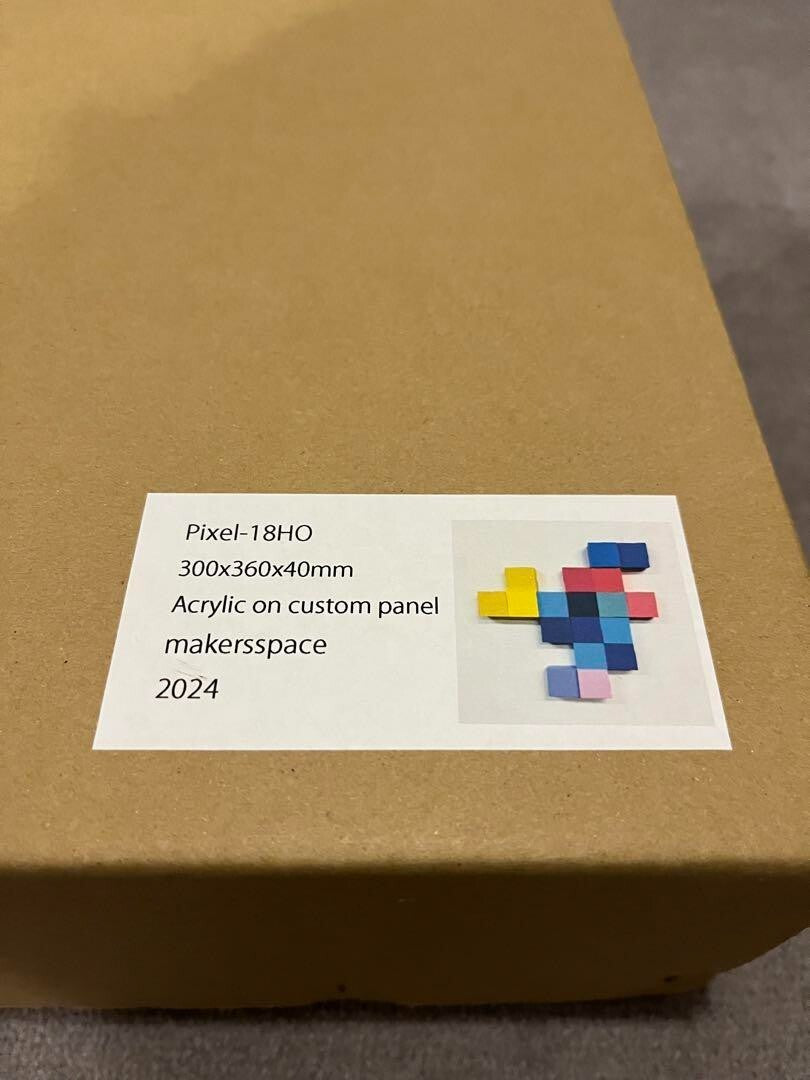 Pixel-18HO
300x360x40mm
Acrylic on custom panel
makersspace
2024